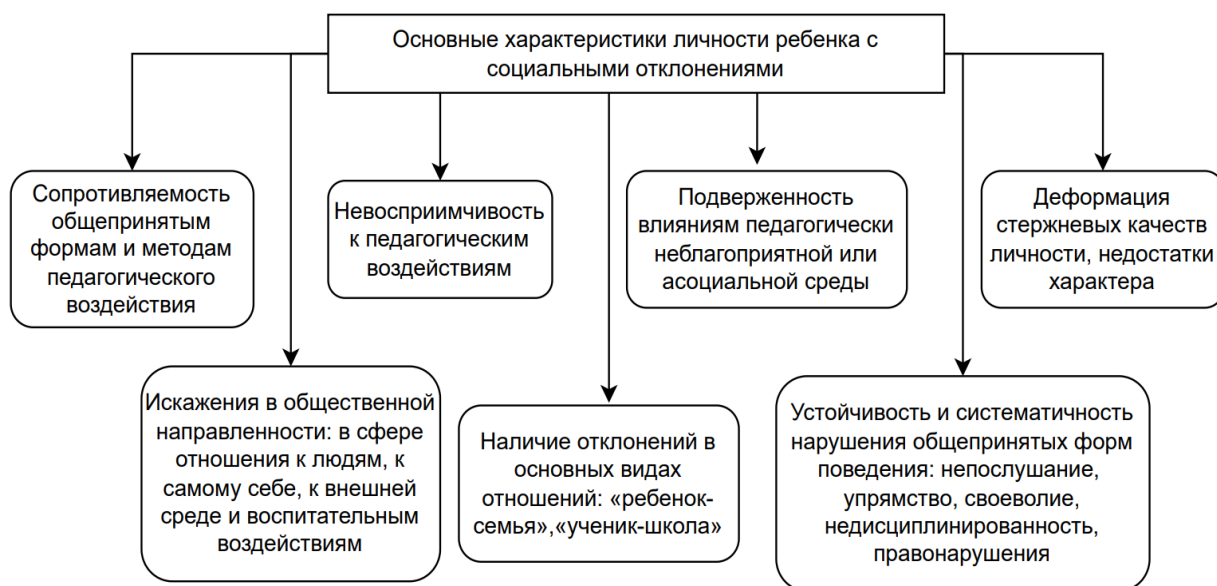 Основные характеристики личности ребенка с
социальными отклонениями
Сопротивляемость
общепринятым
формам и методам
педагогического
воздействия
Невосприимчивость
к педагогическим
воздействиям
Подверженность
влияниям педагогически
неблагоприятной или
асоциальной среды
Деформация
стержневых качеств
личности, недостатки
характера
Искажения в общественной
направленности: в сфере
отношения к людям, к
самому себе, к внешней
среде и воспитательным
воздействиям
Наличие отклонений в
основных видах
отношений: «ребенок-
семья»,«ученик-школа»
Устойчивость и систематичность
нарушения общепринятых форм
поведения: непослушание,
упрямство, своеволие,
недисциплинированность,
правонарушения